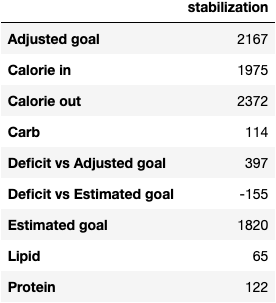 stabilization
Adjusted goal 2167
Calorie in 1975
Calorie out 2372
Carb 114
Deficit vs Adjusted goal 397
Deficit vs Estimated goal -155
Estimated goal 1820
Lipid 65
Protein 122